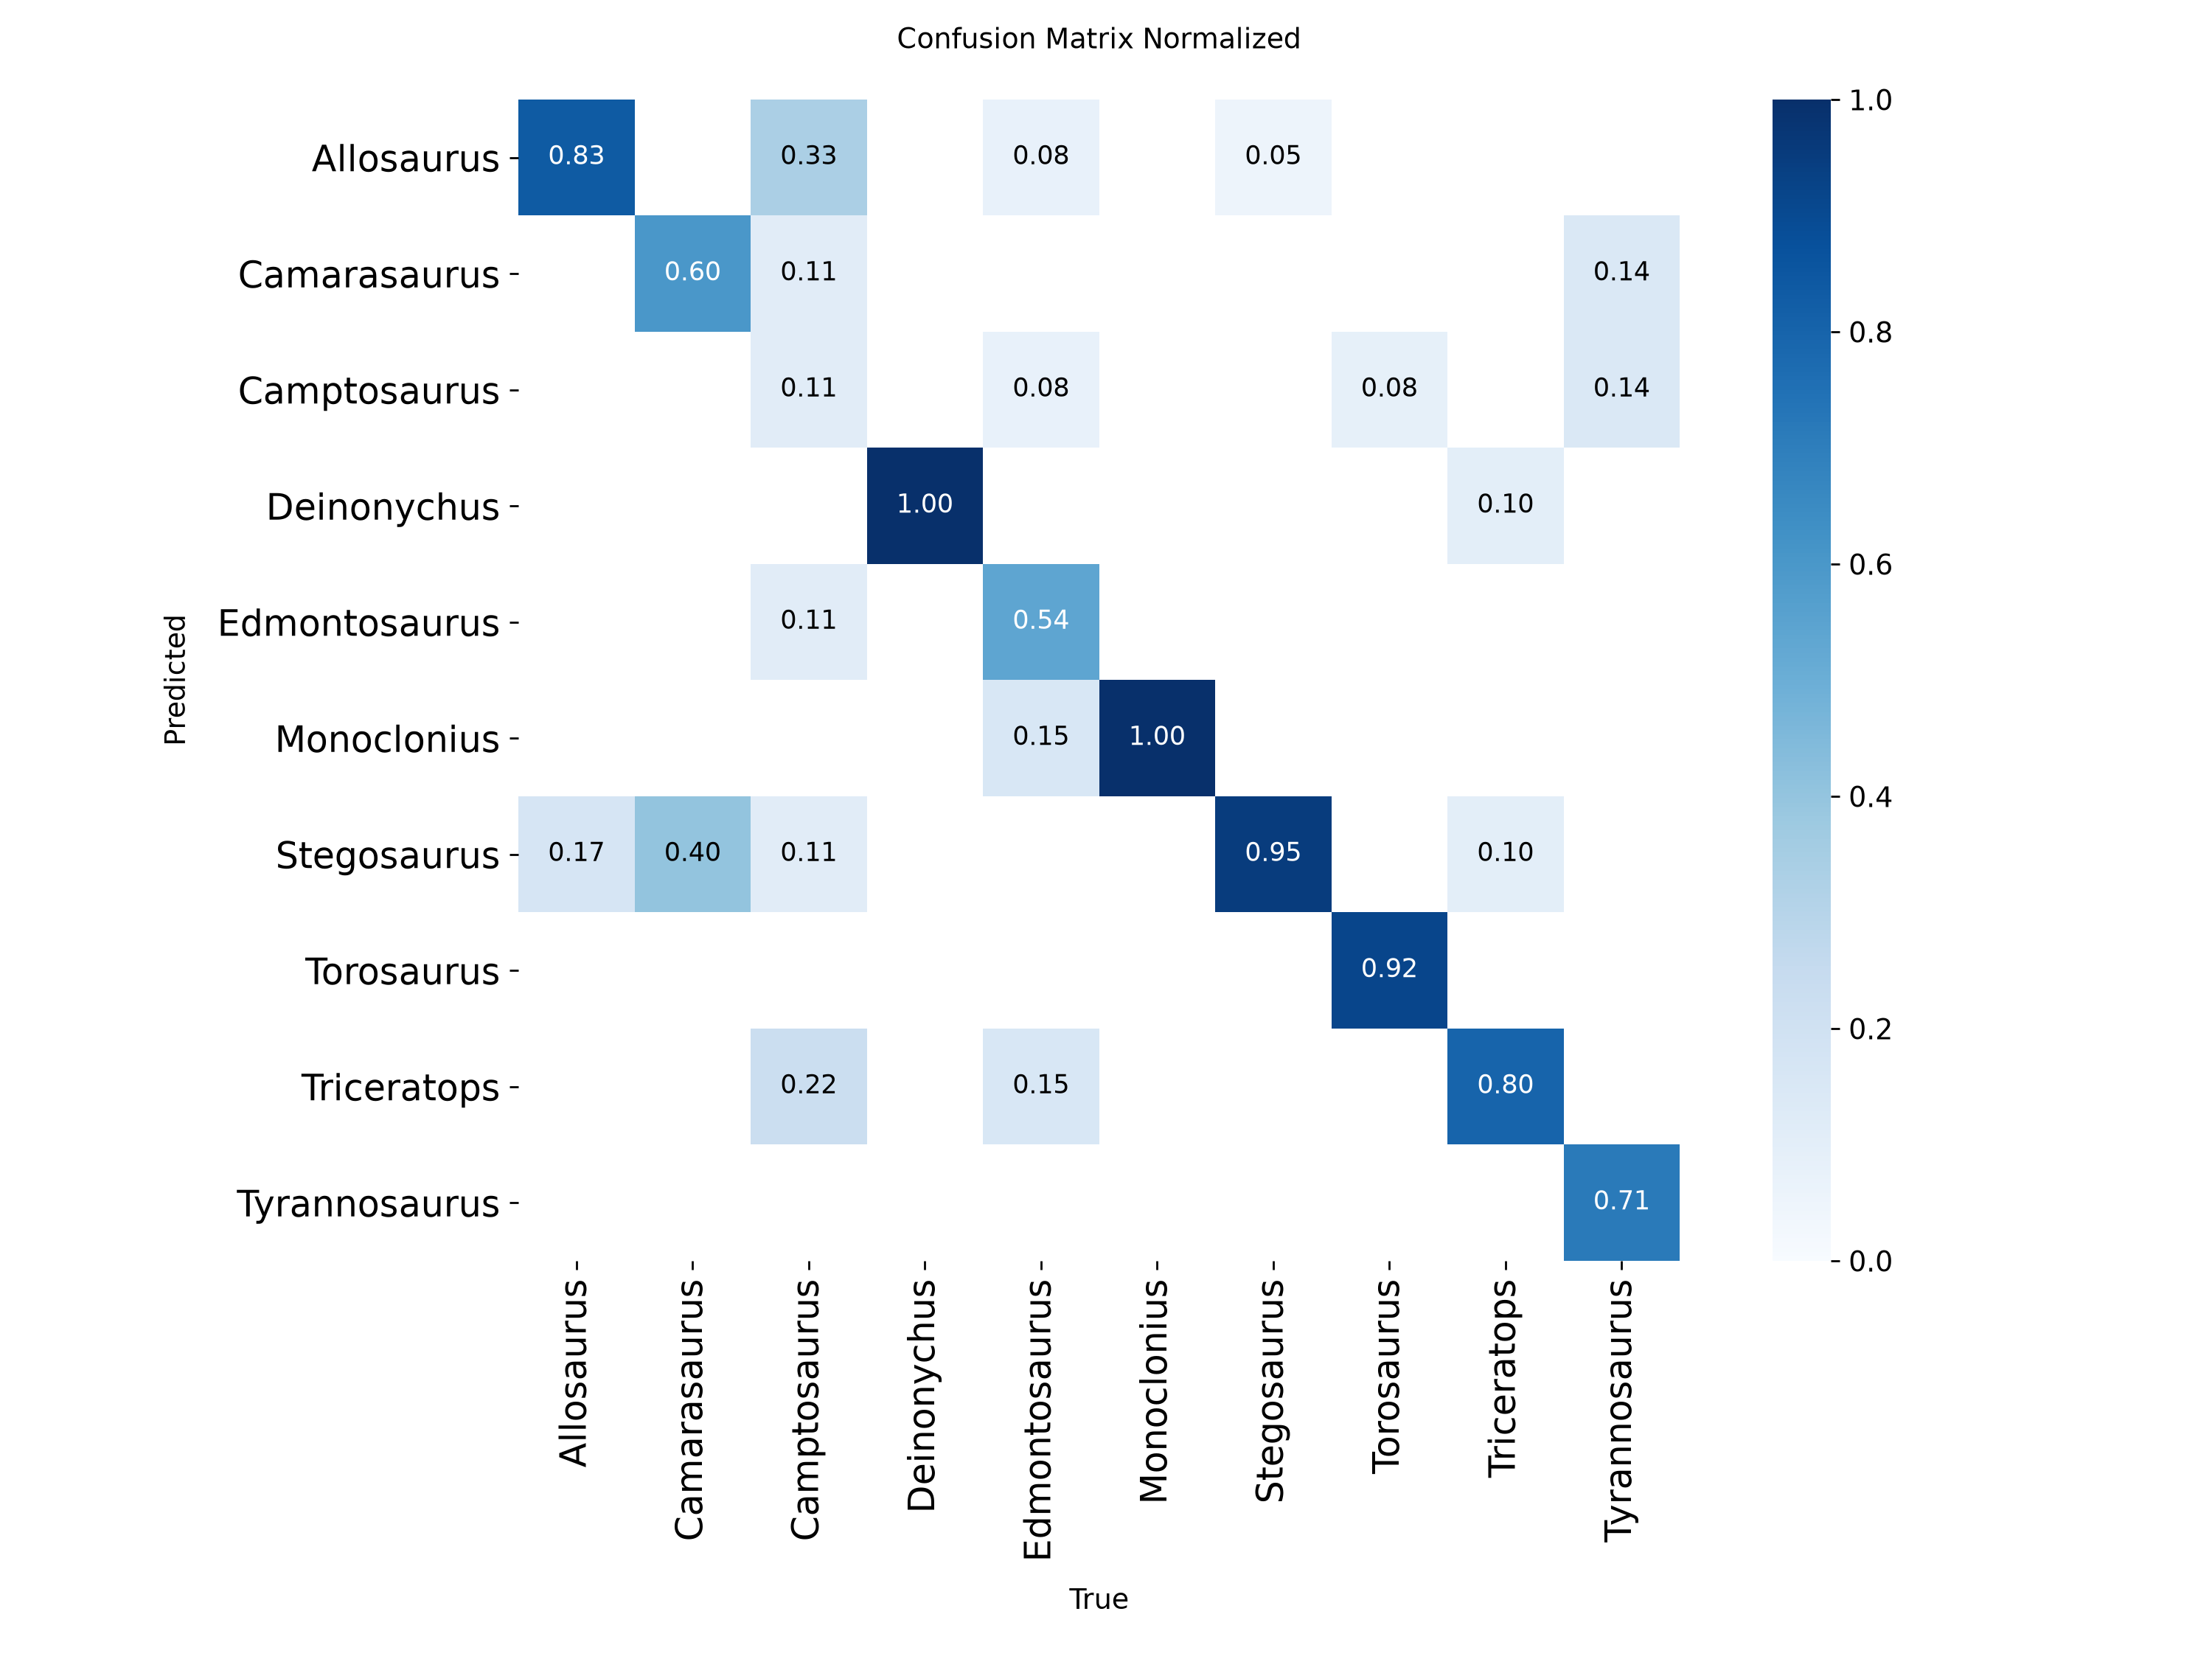 Confusion Matrix Normalized
Allosaurus 0.83 0.33 0.08 0.05
Camarasaurus 0.60 0.11 0.14
Camptosaurus 0.11 0.08 0.08 0.14
Deinonychus 1.00 0.10
Edmontosaurus 0.11 0.54
Monoclonius 0.15 1.00
Stegosaurus 0.17 0.40 0.11 0.95 0.10
Torosaurus 0.92
Triceratops 0.22 0.15 0.80
Tyrannosaurus 0.71
Predicted
Allosaurus
Camarasaurus
Camptosaurus
Deinonychus
Edmontosaurus
Monoclonius
Stegosaurus
Torosaurus
Triceratops
Tyrannosaurus
True
1.0
0.8
0.6
0.4
0.2
0.0